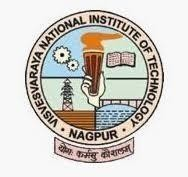 VISVESVARAYA NATIONAL INSTITUTE OF TECHNOLOGY
• NAGPUR •
योगः कर्मसु कौशलम्